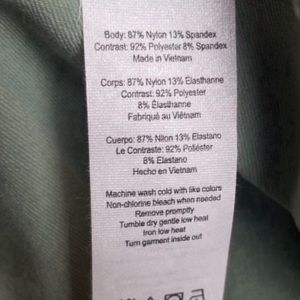 Body: 87% Nylon 13% Spandex
Contrast: 92% Polyester 8% Spandex
Made in Vietnam
Corps: 87% Nylon 13% Élasthanne
Contrast: 92% Polyester
8% Élasthanne
Fabriqué au Viêtnam
Cuerpo: 87% Nilon 13% Elastano
Le Contraste: 92% Poliéster
8% Elastano
Hecho en Vietnam
Machine wash cold with like colors
Non-chlorine bleach when needed
Remove promptly
Tumble dry gentle low heat
Iron low heat
Turn garment inside out